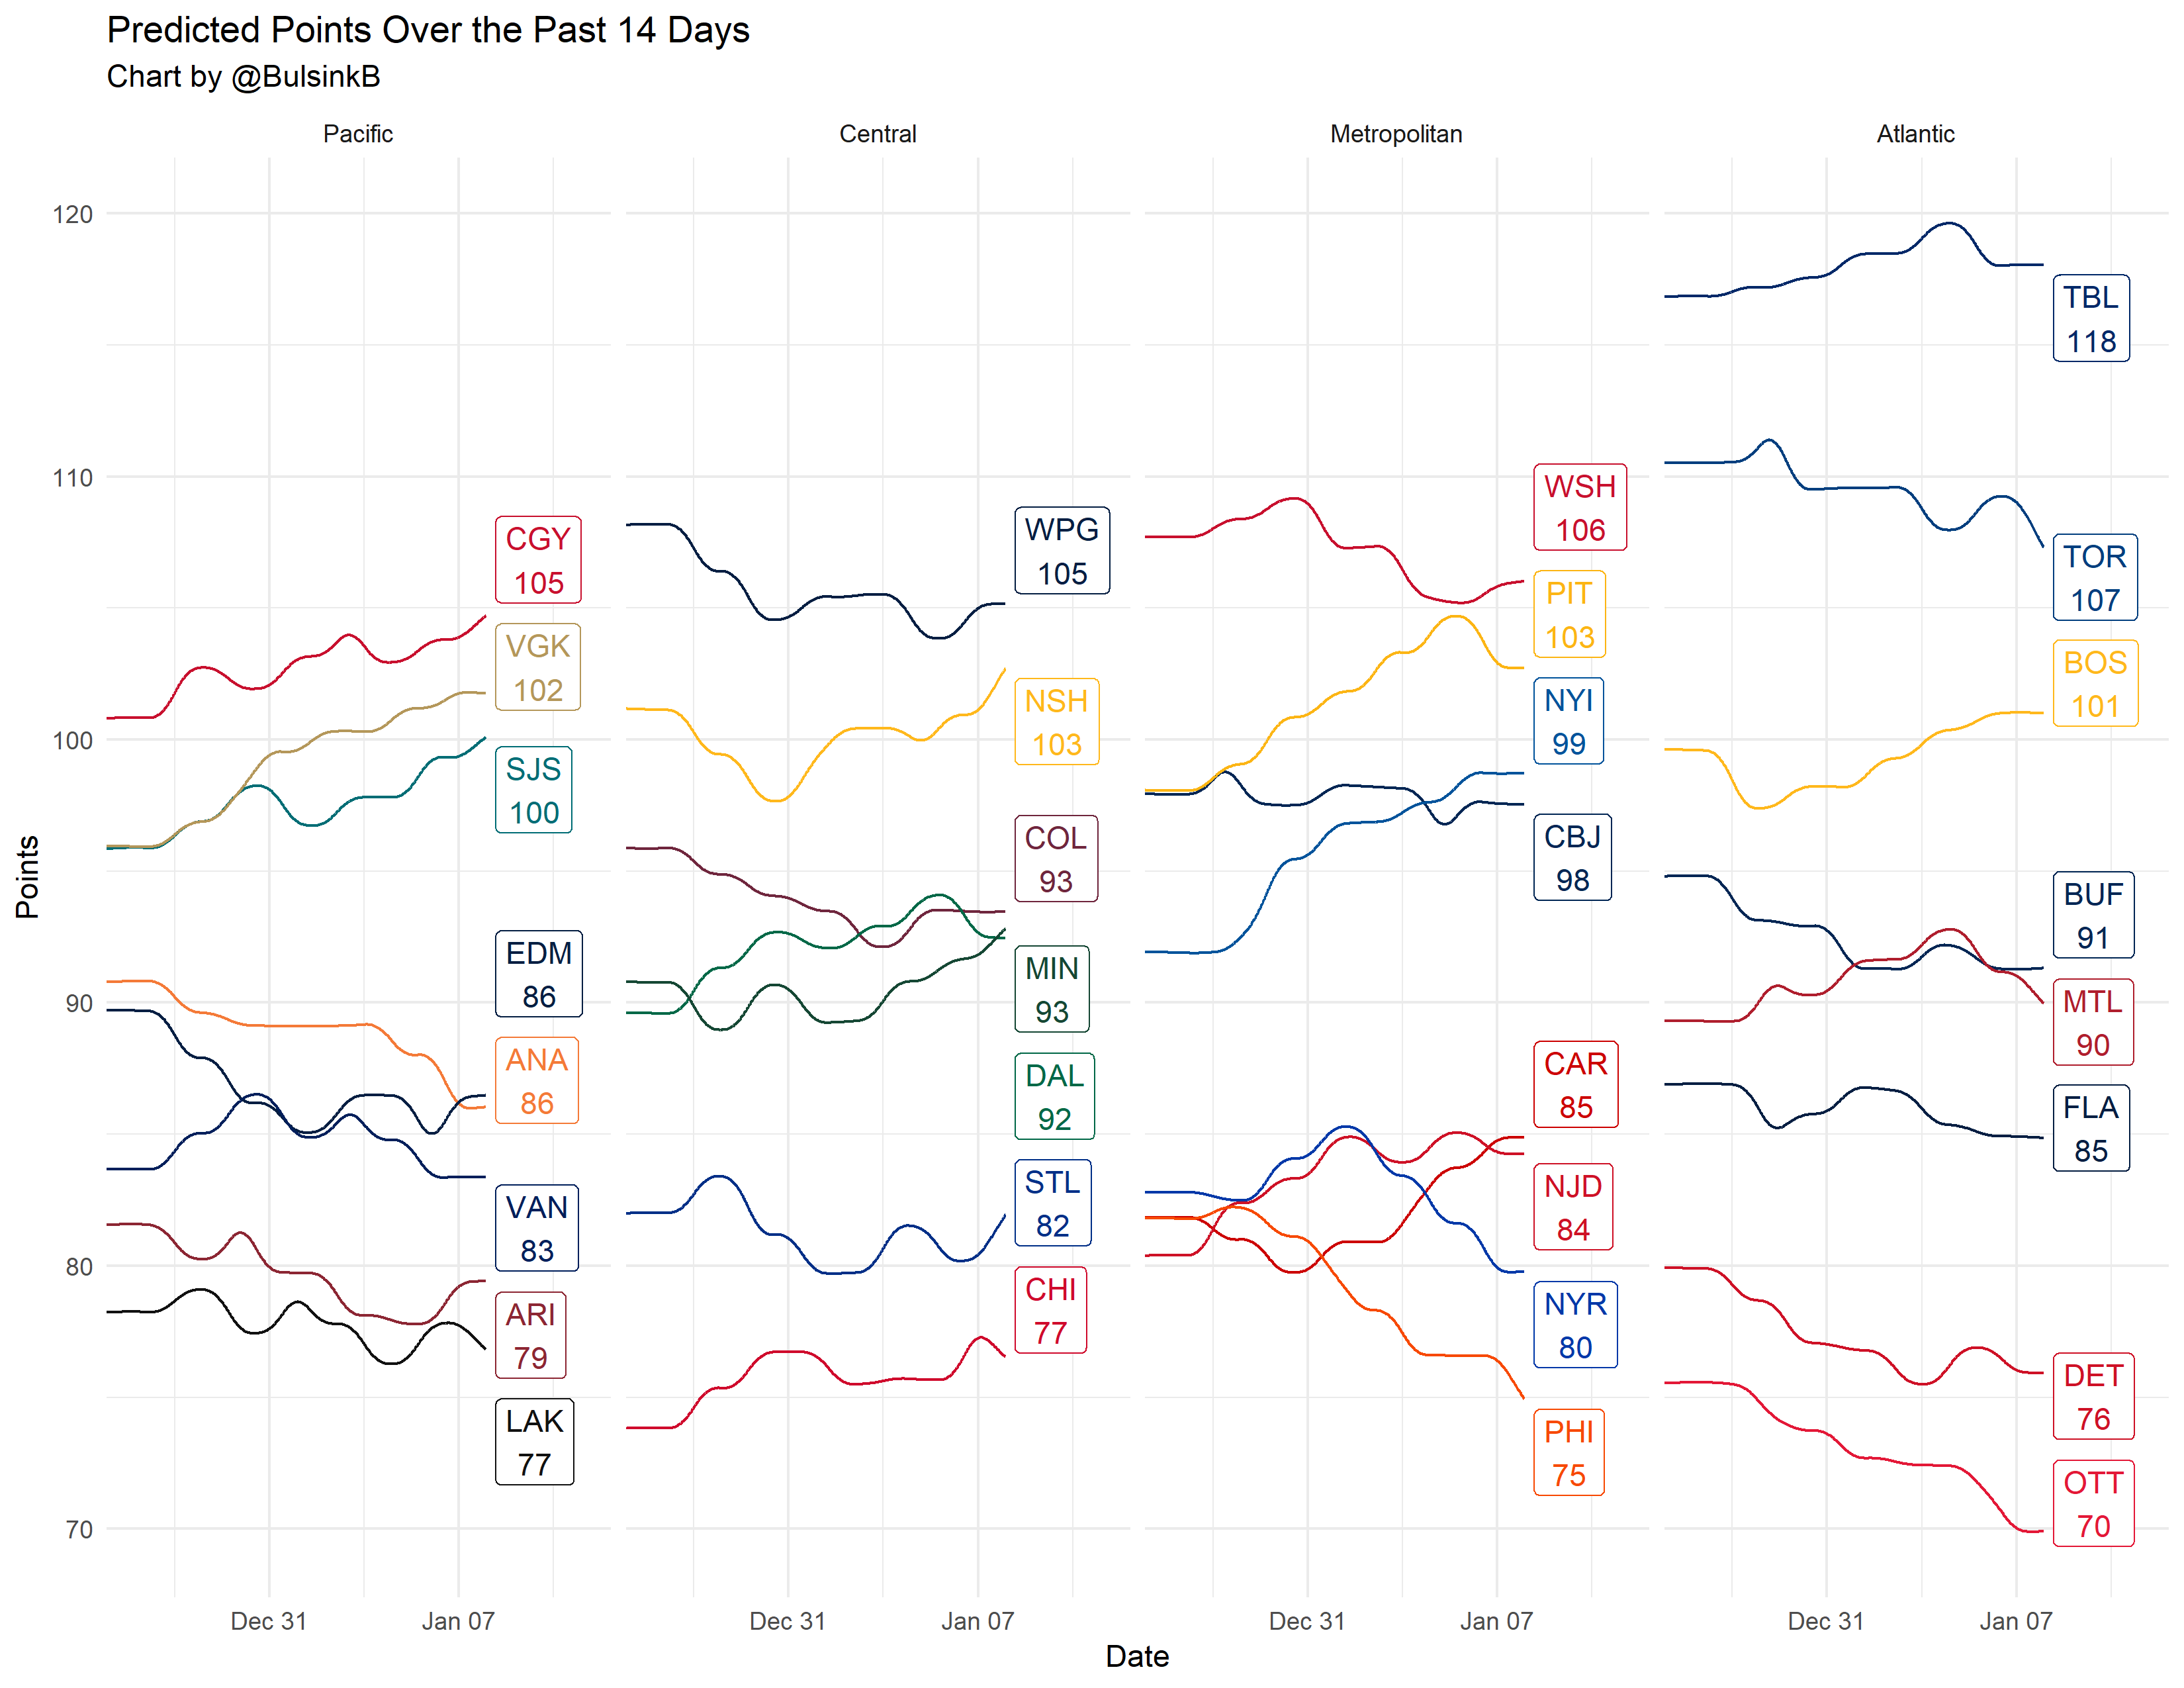 Predicted Points Over the Past 14 Days
Chart by @BulsinkB
Pacific
Central
Metropolitan
Atlantic
Points
120
110
100
90
80
70
CGY
105
VGK
102
SJS
100
EDM
86
ANA
86
VAN
83
ARI
79
LAK
77
WPG
105
NSH
103
COL
93
MIN
93
DAL
92
STL
82
CHI
77
WSH
106
PIT
103
NYI
99
CBJ
98
CAR
85
NJD
84
NYR
80
PHI
75
TBL
118
TOR
107
BOS
101
BUF
91
MTL
90
FLA
85
DET
76
OTT
70
Dec 31
Jan 07
Dec 31
Jan 07
Dec 31
Jan 07
Dec 31
Jan 07
Date